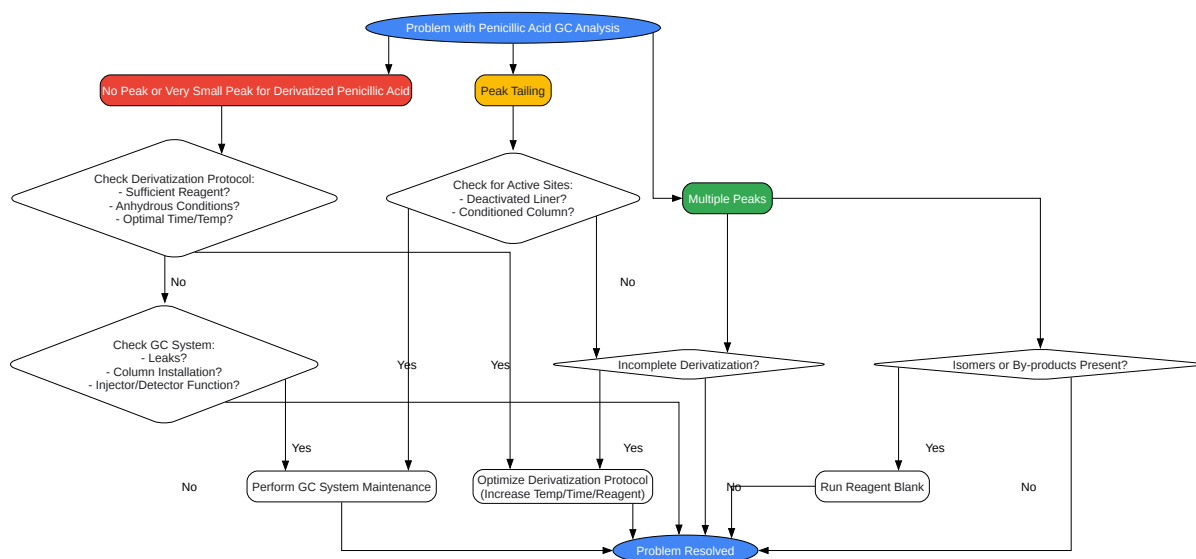 Problem with Penicillic Acid GC Analysis
No Peak or Very Small Peak for Derivatized Penicillic Acid
Peak Tailing
Check Derivatization Protocol:
- Sufficient Reagent?
- Anhydrous Conditions?
- Optimal Time/Temp?
Check for Active Sites:
- Deactivated Liner?
- Conditioned Column?
Multiple Peaks
No
No
Check GC System:
- Leaks?
- Column Installation?
- Injector/Detector Function?
Yes
Yes
Incomplete Derivatization?
Isomers or By-products Present?
Yes
Yes
Yes
No
Perform GC System Maintenance
Optimize Derivatization Protocol
(Increase Temp/Time/Reagent)
No
Run Reagent Blank
No
Problem Resolved